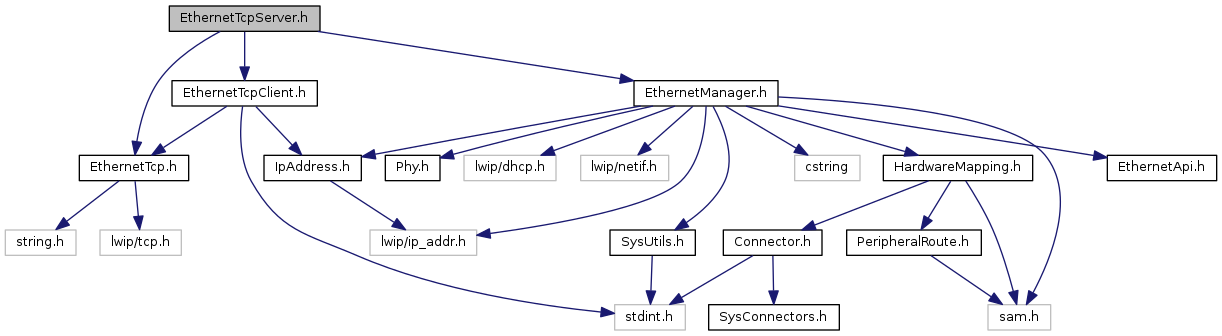 EthernetTcpServer.h
EthernetTcpClient.h
EthernetManager.h
EthernetTcp.h
IpAddress.h
Phy.h
lwip/dhcp.h
lwip/netif.h
cstring
HardwareMapping.h
EthernetApi.h
string.h
lwip/tcp.h
lwip/ip_addr.h
SysUtils.h
Connector.h
PeripheralRoute.h
stdint.h
SysConnectors.h
sam.h